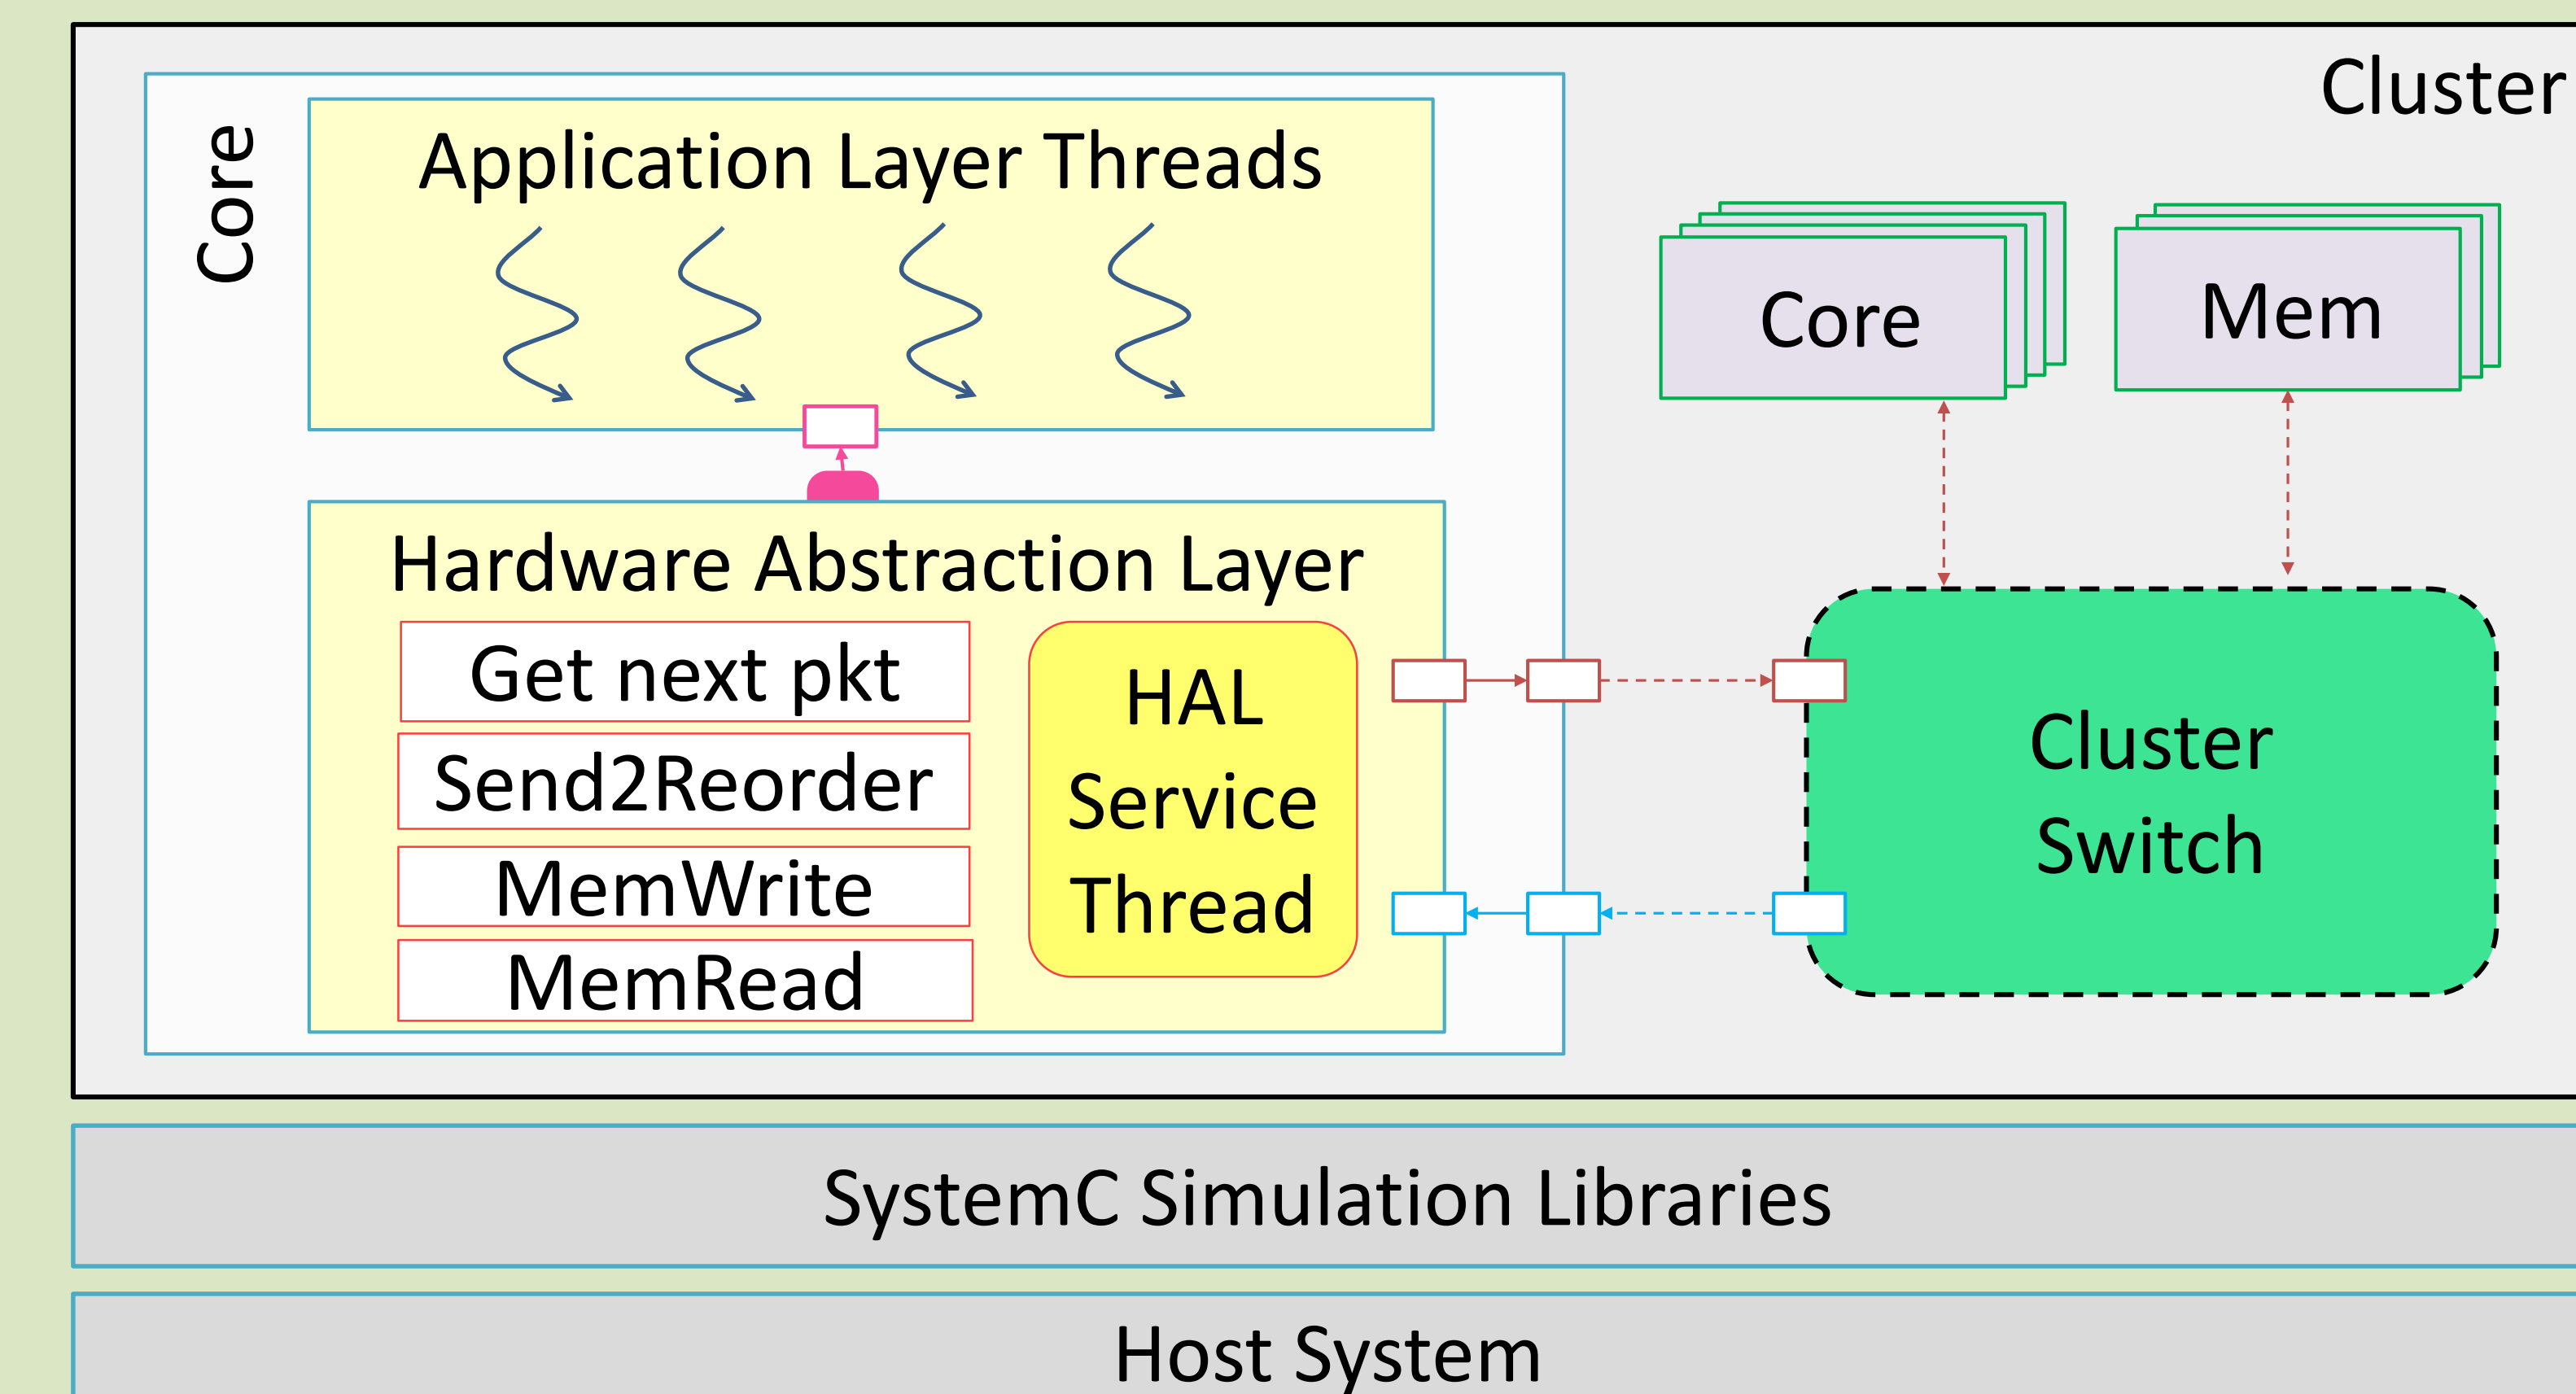 Cluster
Core
Application Layer Threads
Core
Mem
Hardware Abstraction Layer
Get next pkt
Send2Reorder
MemWrite
MemRead
HAL
Service
Thread
Cluster
Switch
SystemC Simulation Libraries
Host System